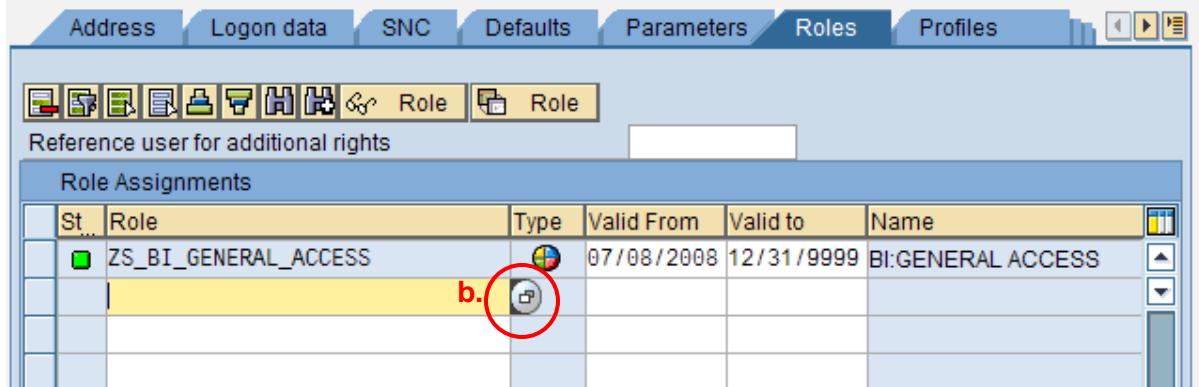 Address Logon data SNC Defaults Parameters Roles Profiles
Role Role
Reference user for additional rights
Role Assignments
St... Role Type Valid From Valid to Name
ZS_BI_GENERAL_ACCESS 07/08/2008 12/31/9999 BI:GENERAL ACCESS
b.